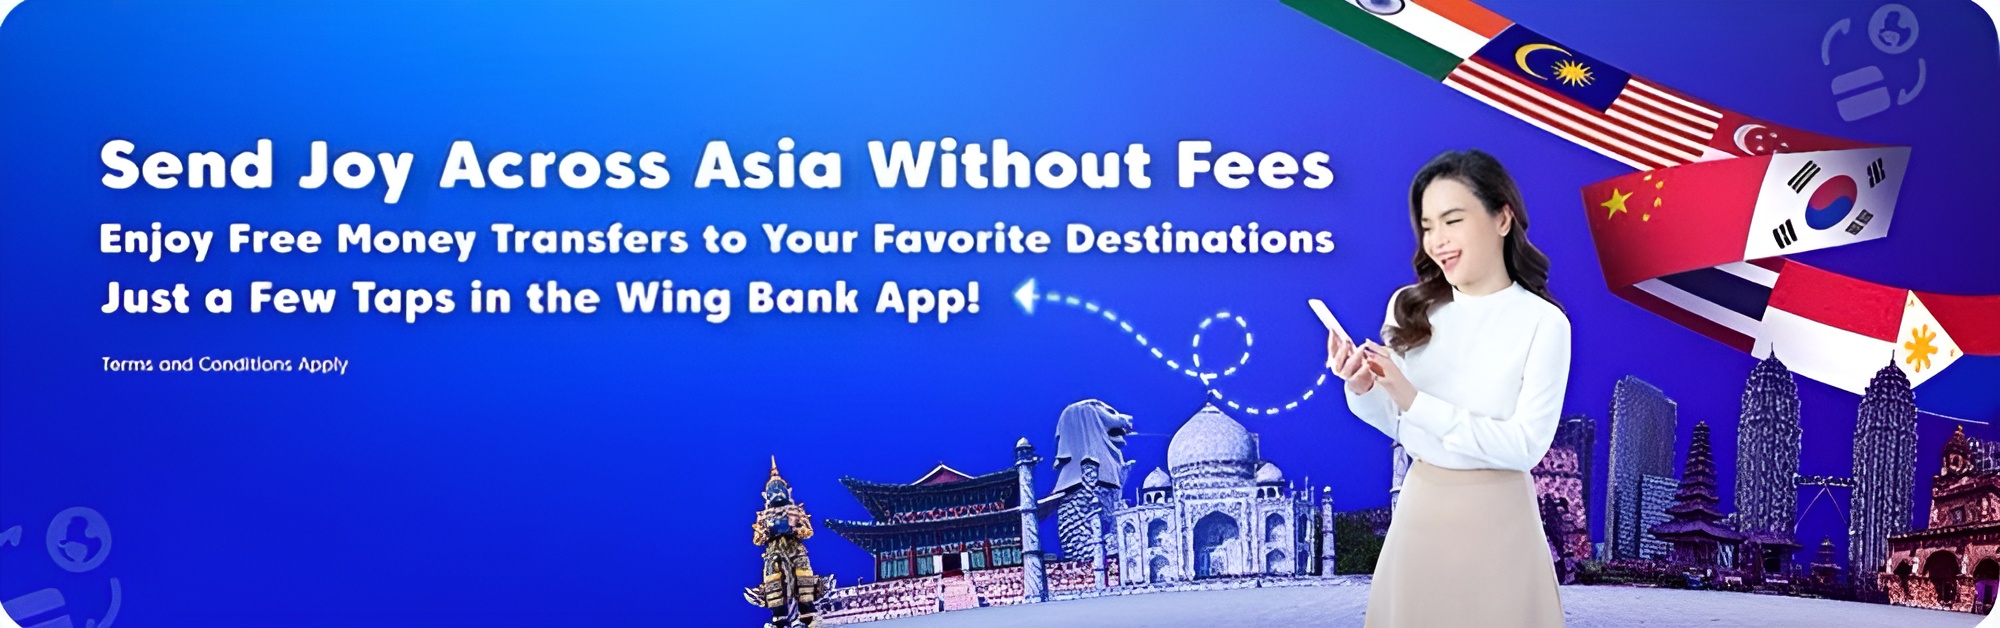 Send Joy Across Asia Without Fees
Enjoy Free Money Transfers to Your Favorite Destinations
Just a Few Taps in the Wing Bank App!
Terms and Conditions Apply